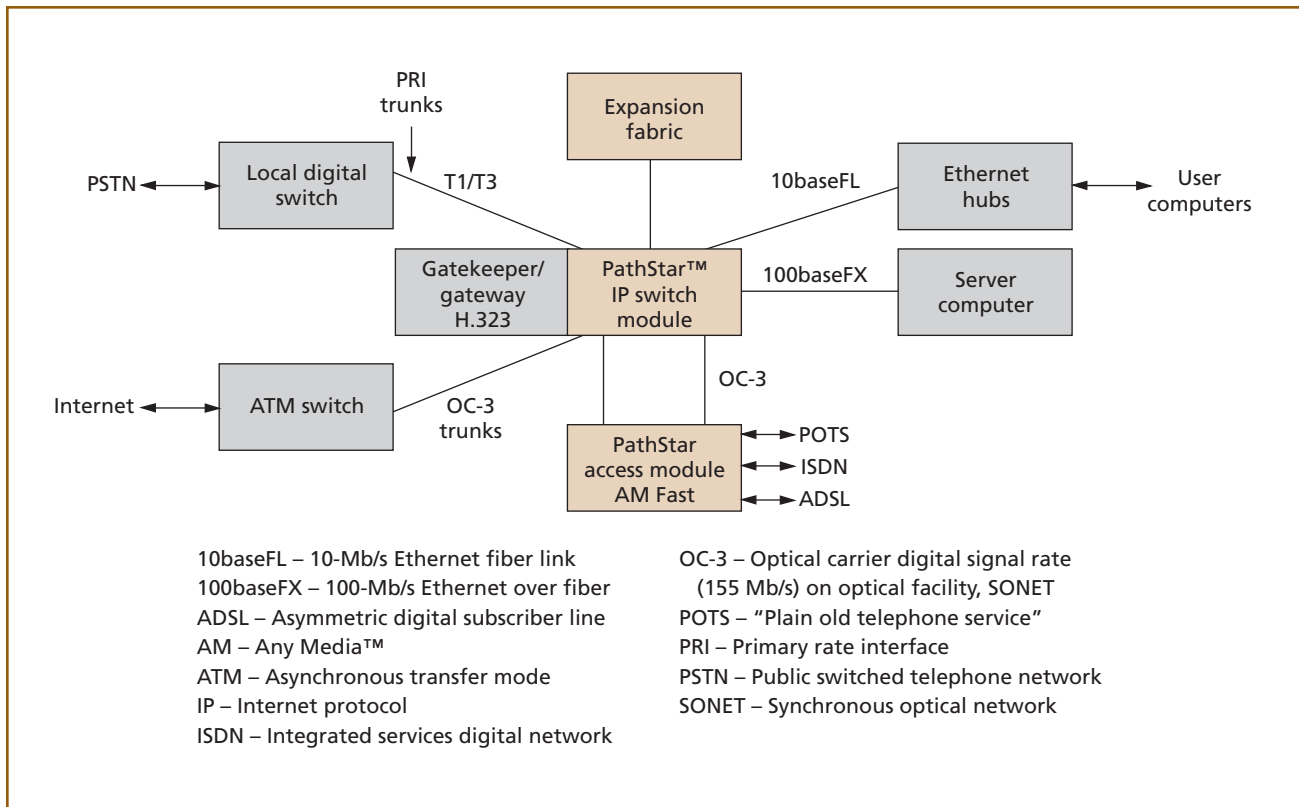 PRI
trunks
Expansion
fabric
Local digital
switch
PSTN
T1/T3
10baseFL
Ethernet
hubs
User
computers
Gatekeeper/
gateway
H.323
PathStar™
IP switch
module
100baseFX
Server
computer
Internet
ATM switch
OC-3
trunks
OC-3
PathStar
access module
AM Fast
POTS
ISDN
ADSL
10baseFL – 10-Mb/s Ethernet fiber link
100baseFX – 100-Mb/s Ethernet over fiber
ADSL – Asymmetric digital subscriber line
AM – Any Media™
ATM – Asynchronous transfer mode
IP – Internet protocol
ISDN – Integrated services digital network
OC-3 – Optical carrier digital signal rate
(155 Mb/s) on optical facility, SONET
POTS – “Plain old telephone service”
PRI – Primary rate interface
PSTN – Public switched telephone network
SONET – Synchronous optical network